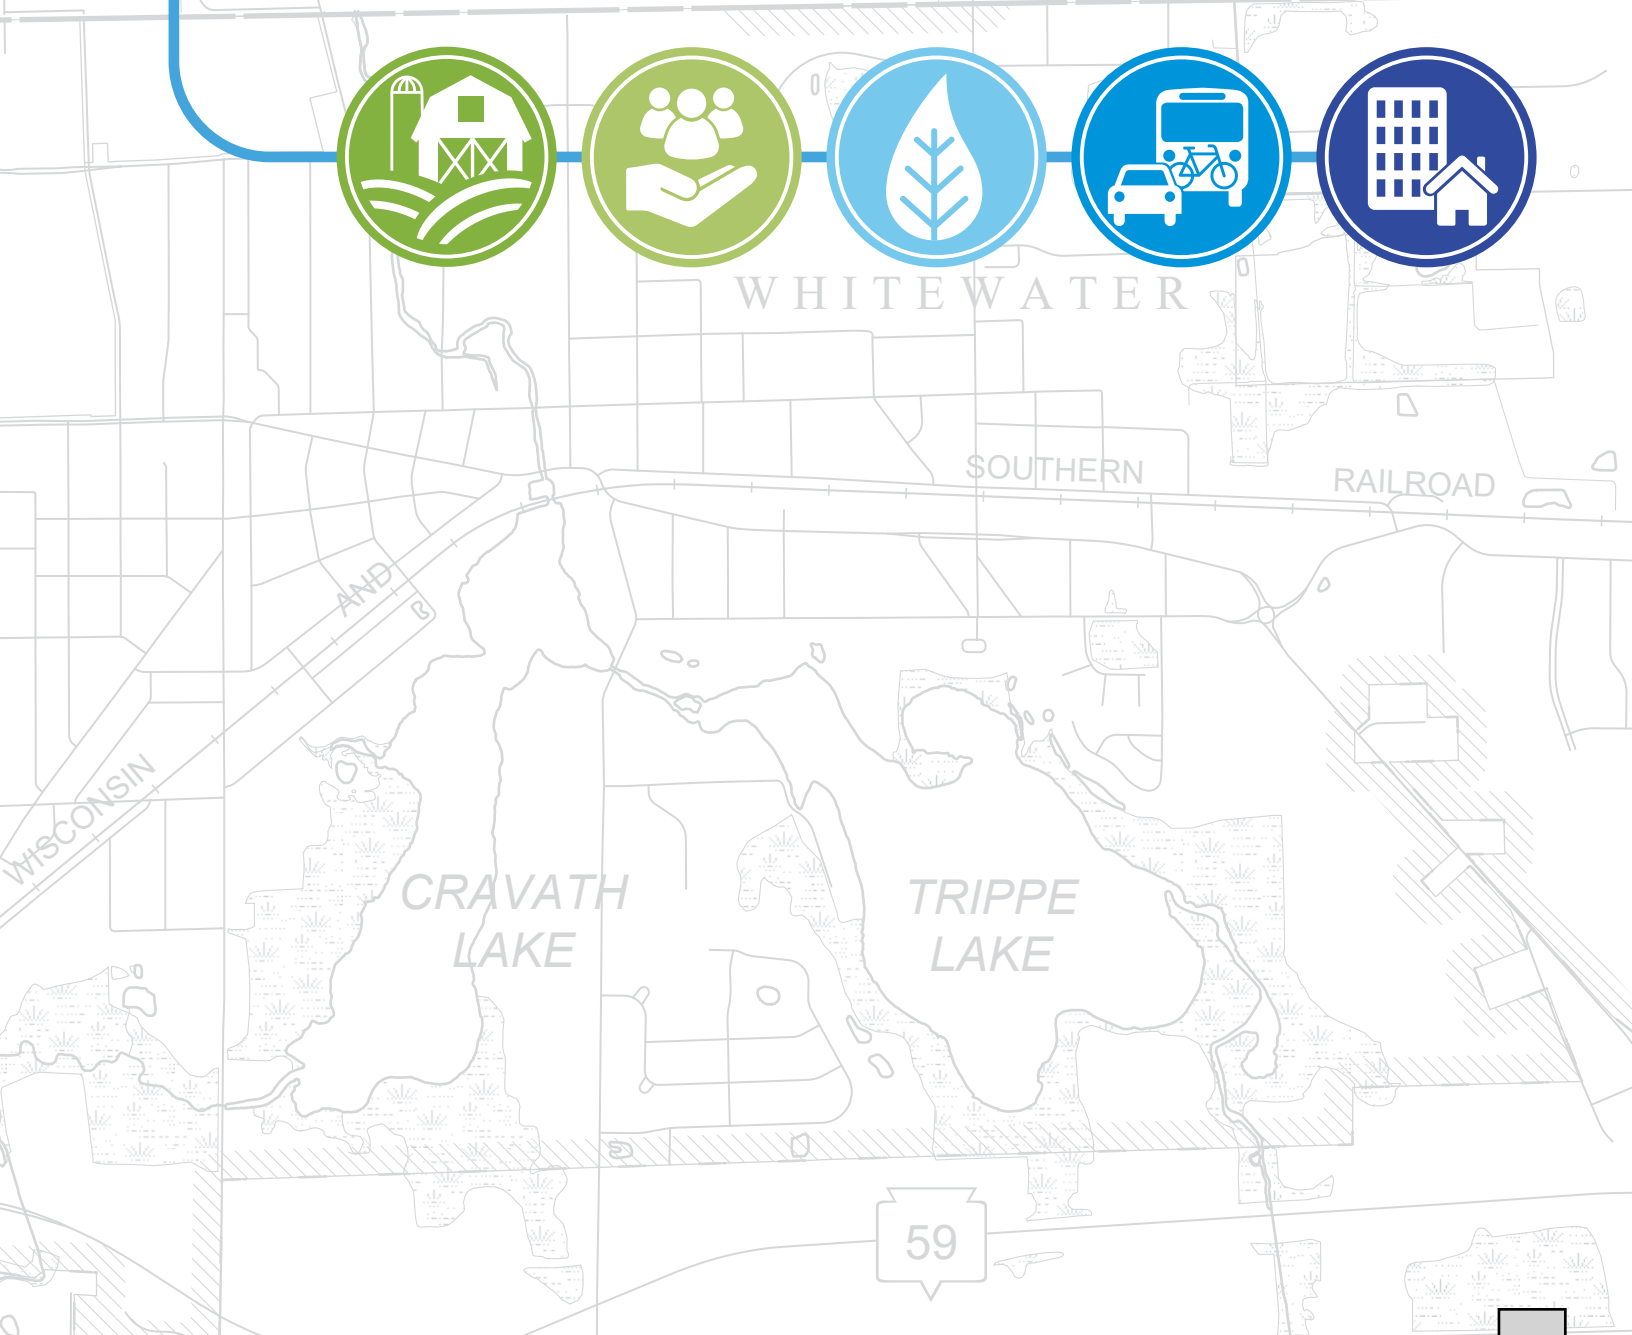 WHITEWATER
SOUTHERN
RAILROAD
AND
WISCONSIN
CRAVATH
LAKE
TRIPPE
LAKE
59